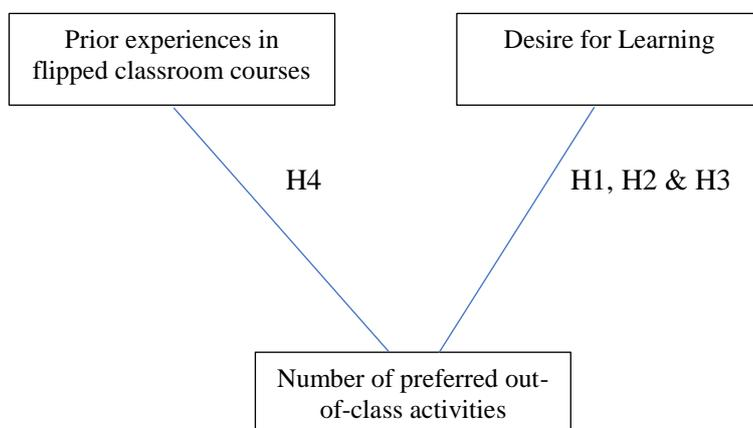 Prior experiences in
flipped classroom courses
Desire for Learning
H4
H1, H2 & H3
Number of preferred out-
of-class activities